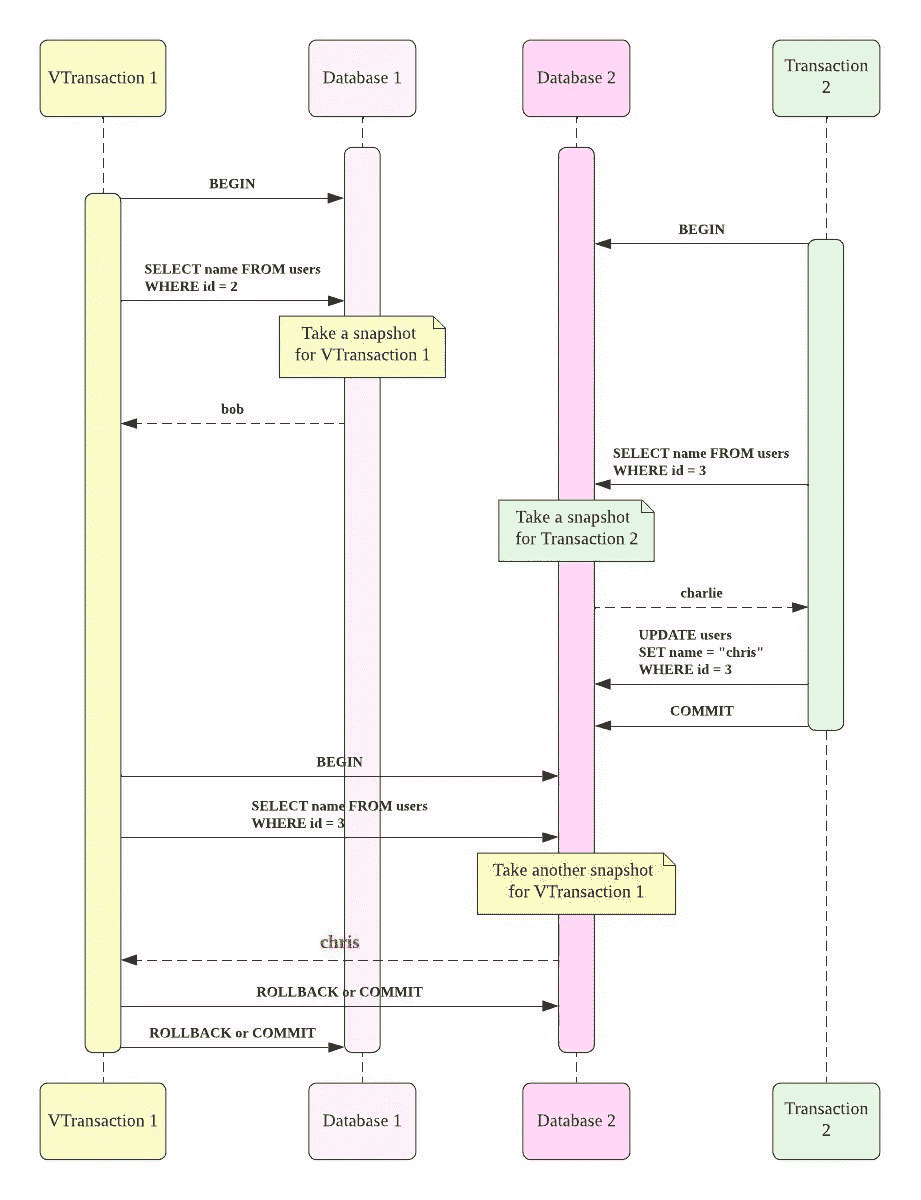 VTransaction 1
Database 1
Database 2
Transaction
2
BEGIN
BEGIN
SELECT name FROM users
WHERE id = 2
Take a snapshot
for VTransaction 1
bob
SELECT name FROM users
WHERE id = 3
Take a snapshot
for Transaction 2
charlie
UPDATE users
SET name = "chris"
WHERE id = 3
COMMIT
BEGIN
SELECT name FROM users
WHERE id = 3
Take another snapshot
for VTransaction 1
chris
ROLLBACK or COMMIT
ROLLBACK or COMMIT
VTransaction 1
Database 1
Database 2
Transaction
2